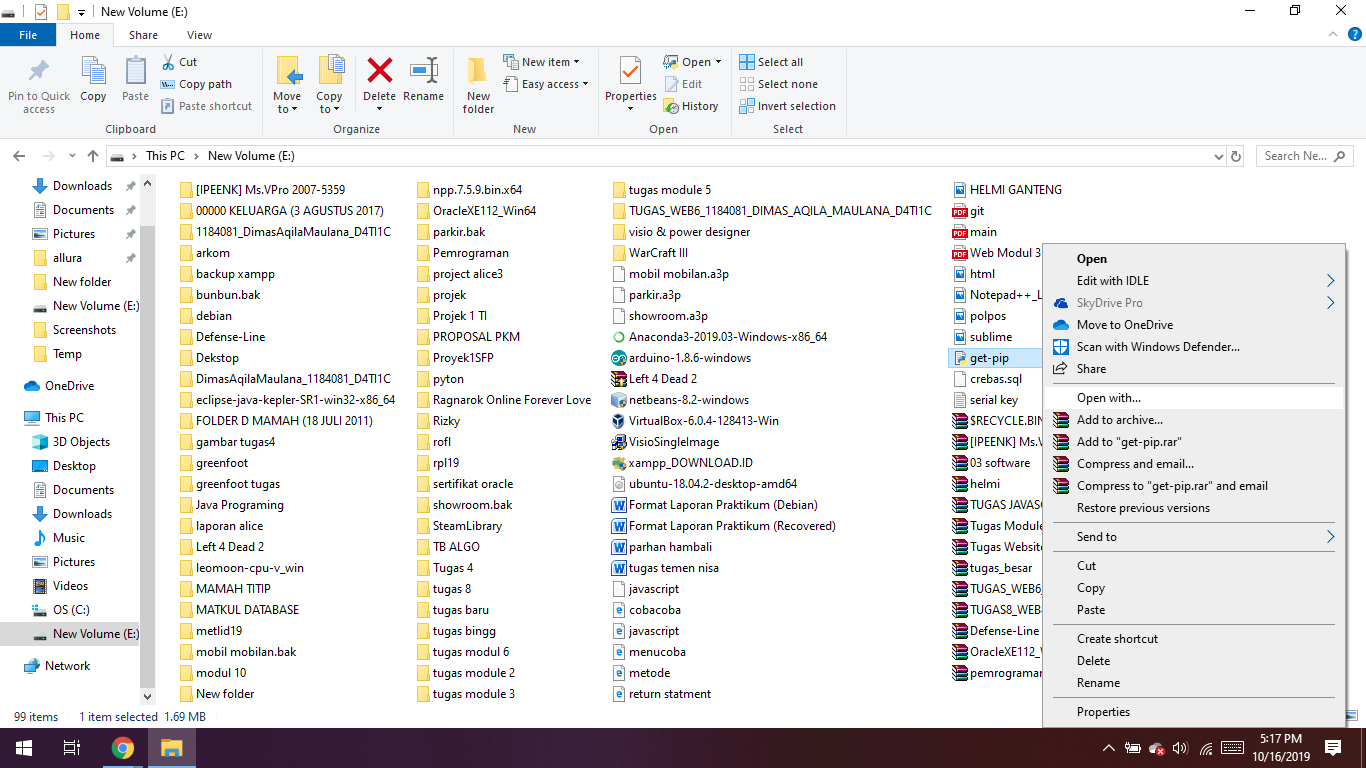 New Volume (E:)
File Home Share View
Pin to Quick access
Copy
Paste
Cut
Copy path
Paste shortcut
Clipboard
Move to
Copy to
Delete
Rename
Organize
New folder
New item
Easy access
New
Properties
Open
Edit
History
Open
Select all
Select none
Invert selection
Select
This PC > New Volume (E:)
Search Ne...
Downloads
Documents
Pictures
allura
New folder
New Volume (E:)
Screenshots
Temp
OneDrive
This PC
3D Objects
Desktop
Documents
Downloads
Music
Pictures
Videos
OS (C:)
New Volume (E:)
Network
[IPEENK] Ms.VPro 2007-5359
00000 KELUARGA (3 AGUSTUS 2017)
1184081_DimasAqilaMaulana_D4TI1C
arkom
backup xampp
bunbun.bak
debian
Defense-Line
Dekstop
DimasAqilaMaulana_1184081_D4TI1C
eclipse-java-kepler-SR1-win32-x86_64
FOLDER D MAMAH (18 JULI 2011)
gambar tugas4
greenfoot
greenfoot tugas
Java Programing
laporan alice
Left 4 Dead 2
leomoon-cpu-v_win
MAMAH TITIP
MATKUL DATABASE
metlid19
mobil mobilan.bak
modul 10
New folder
npp.7.5.9.bin.x64
OracleXE112_Win64
parkir.bak
Pemrograman
project alice3
projek
Projek 1 TI
PROPOSAL PKM
Proyek1SFP
pyton
Ragnarok Online Forever Love
Rizky
rofl
rpl19
sertifikat oracle
showroom.bak
SteamLibrary
TB ALGO
Tugas 4
tugas 8
tugas baru
tugas bingg
tugas modul 6
tugas module 2
tugas module 3
tugas module 5
TUGAS_WEB6_1184081_DIMAS_AQILA_MAULANA_D4TI1C
visio & power designer
WarCraft III
mobil mobilan.a3p
parkir.a3p
showroom.a3p
Anaconda3-2019.03-Windows-x86_64
arduino-1.8.6-windows
Left 4 Dead 2
netbeans-8.2-windows
VirtualBox-6.0.4-128413-Win
VisioSingleImage
xampp_DOWNLOAD.ID
ubuntu-18.04.2-desktop-amd64
Format Laporan Praktikum (Debian)
Format Laporan Praktikum (Recovered)
parhan hambali
tugas temen nisa
javascript
cobacoba
javascript
menucoba
metode
return statment
HELMI GANTENG
git
main
Web Modul 3
html
Notepad++_L
polpos
sublime
get-pip
crebas.sql
serial key
$RECYCLE.BIN
[IPEENK] Ms.V
03 software
helmi
TUGAS JAVASC
Tugas Module
Tugas Website
tugas_besar
TUGAS_WEB6_
TUGAS8_WEB
Defense-Line
OracleXE112_W
pemrograman
Open
Edit with IDLE
SkyDrive Pro
Move to OneDrive
Scan with Windows Defender...
Share
Open with...
Add to archive...
Add to "get-pip.rar"
Compress and email...
Compress to "get-pip.rar" and email
Restore previous versions
Send to
Cut
Copy
Paste
Create shortcut
Delete
Rename
Properties
99 items 1 item selected 1.69 MB
5:17 PM
10/16/2019